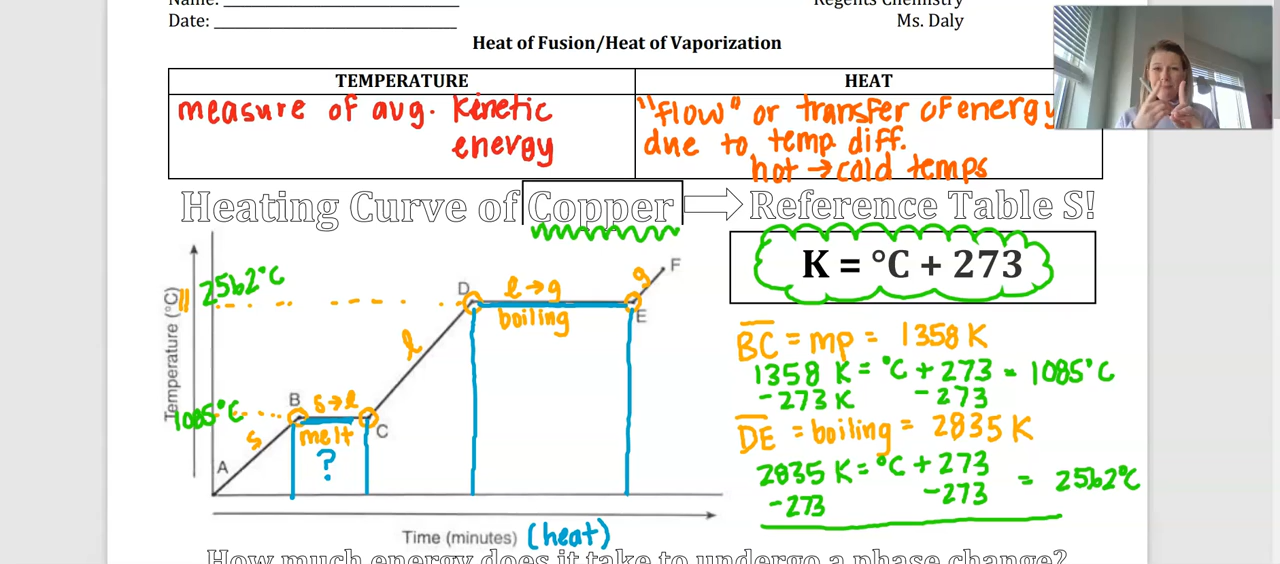 Name: ____________________
Regents Chemistry
Date: ____________________
Ms. Daly
Heat of Fusion/Heat of Vaporization
TEMPERATURE
HEAT
measure of avg. Kinetic
energy
"flow" or transfer of energy
due to temp. diff.
hot → cold temps
Heating Curve of Copper
Reference Table S!
K = °C + 273
Temperature (°C)
2562°C
1085°C
A
s
B
s→l
melt
?
C
l
D
l→g
boiling
E
g
F
Time (minutes) (heat)
BC = mp = 1358 K
1358 K = °C + 273 = 1085°C
-273 K -273
DE = boiling = 2835 K
2835 K = °C + 273
-273 -273 = 2562°C
How much energy does it take to undergo a phase change?